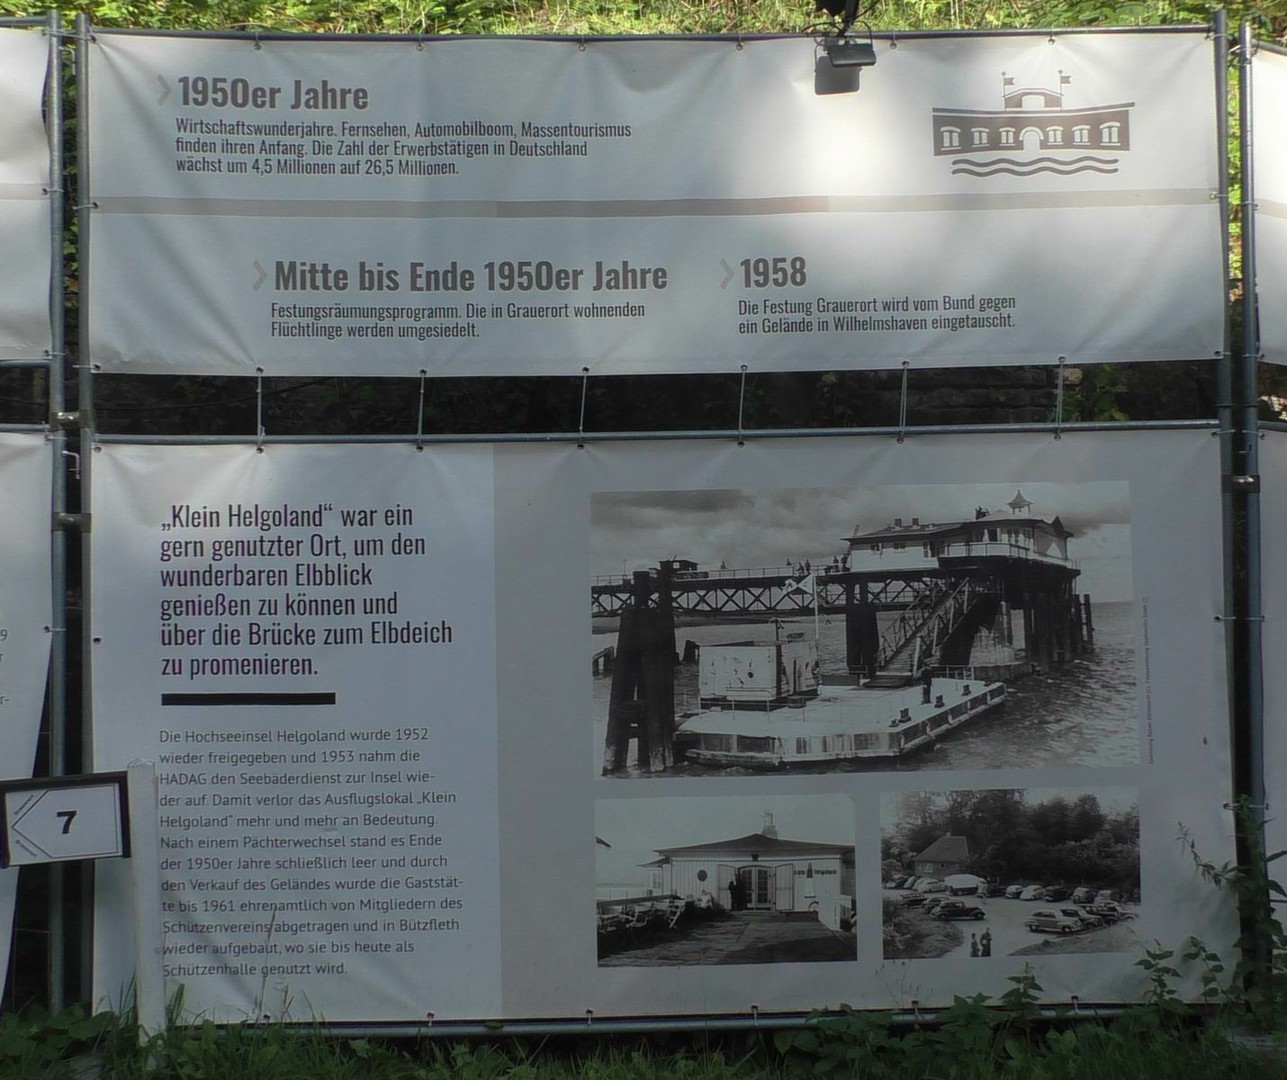 1950er Jahre
Wirtschaftswunderjahre. Fernsehen, Automobilboom, Massentourismus
finden ihren Anfang. Die Zahl der Erwerbstätigen in Deutschland
wächst um 4,5 Millionen auf 26,5 Millionen.
Mitte bis Ende 1950er Jahre
Festungsräumungsprogramm. Die in Grauerort wohnenden
Flüchtlinge werden umgesiedelt.
1958
Die Festung Grauerort wird vom Bund gegen
ein Gelände in Wilhelmshaven eingetauscht.
„Klein Helgoland“ war ein
gern genutzter Ort, um den
wunderbaren Elbblick
genießen zu können und
über die Brücke zum Elbdeich
zu promenieren.
Die Hochseeinsel Helgoland wurde 1952
wieder freigegeben und 1953 nahm die
HADAG den Seebäderdienst zur Insel wie-
der auf. Damit verlor das Ausflugslokal „Klein
Helgoland“ mehr und mehr an Bedeutung.
Nach einem Pächterwechsel stand es Ende
der 1950er Jahre schließlich leer und durch
den Verkauf des Geländes wurde die Gaststät-
te bis 1961 ehrenamtlich von Mitgliedern des
Schützenvereins abgetragen und in Bützfleth
wieder aufgebaut, wo sie bis heute als
Schützenhalle genutzt wird.
7